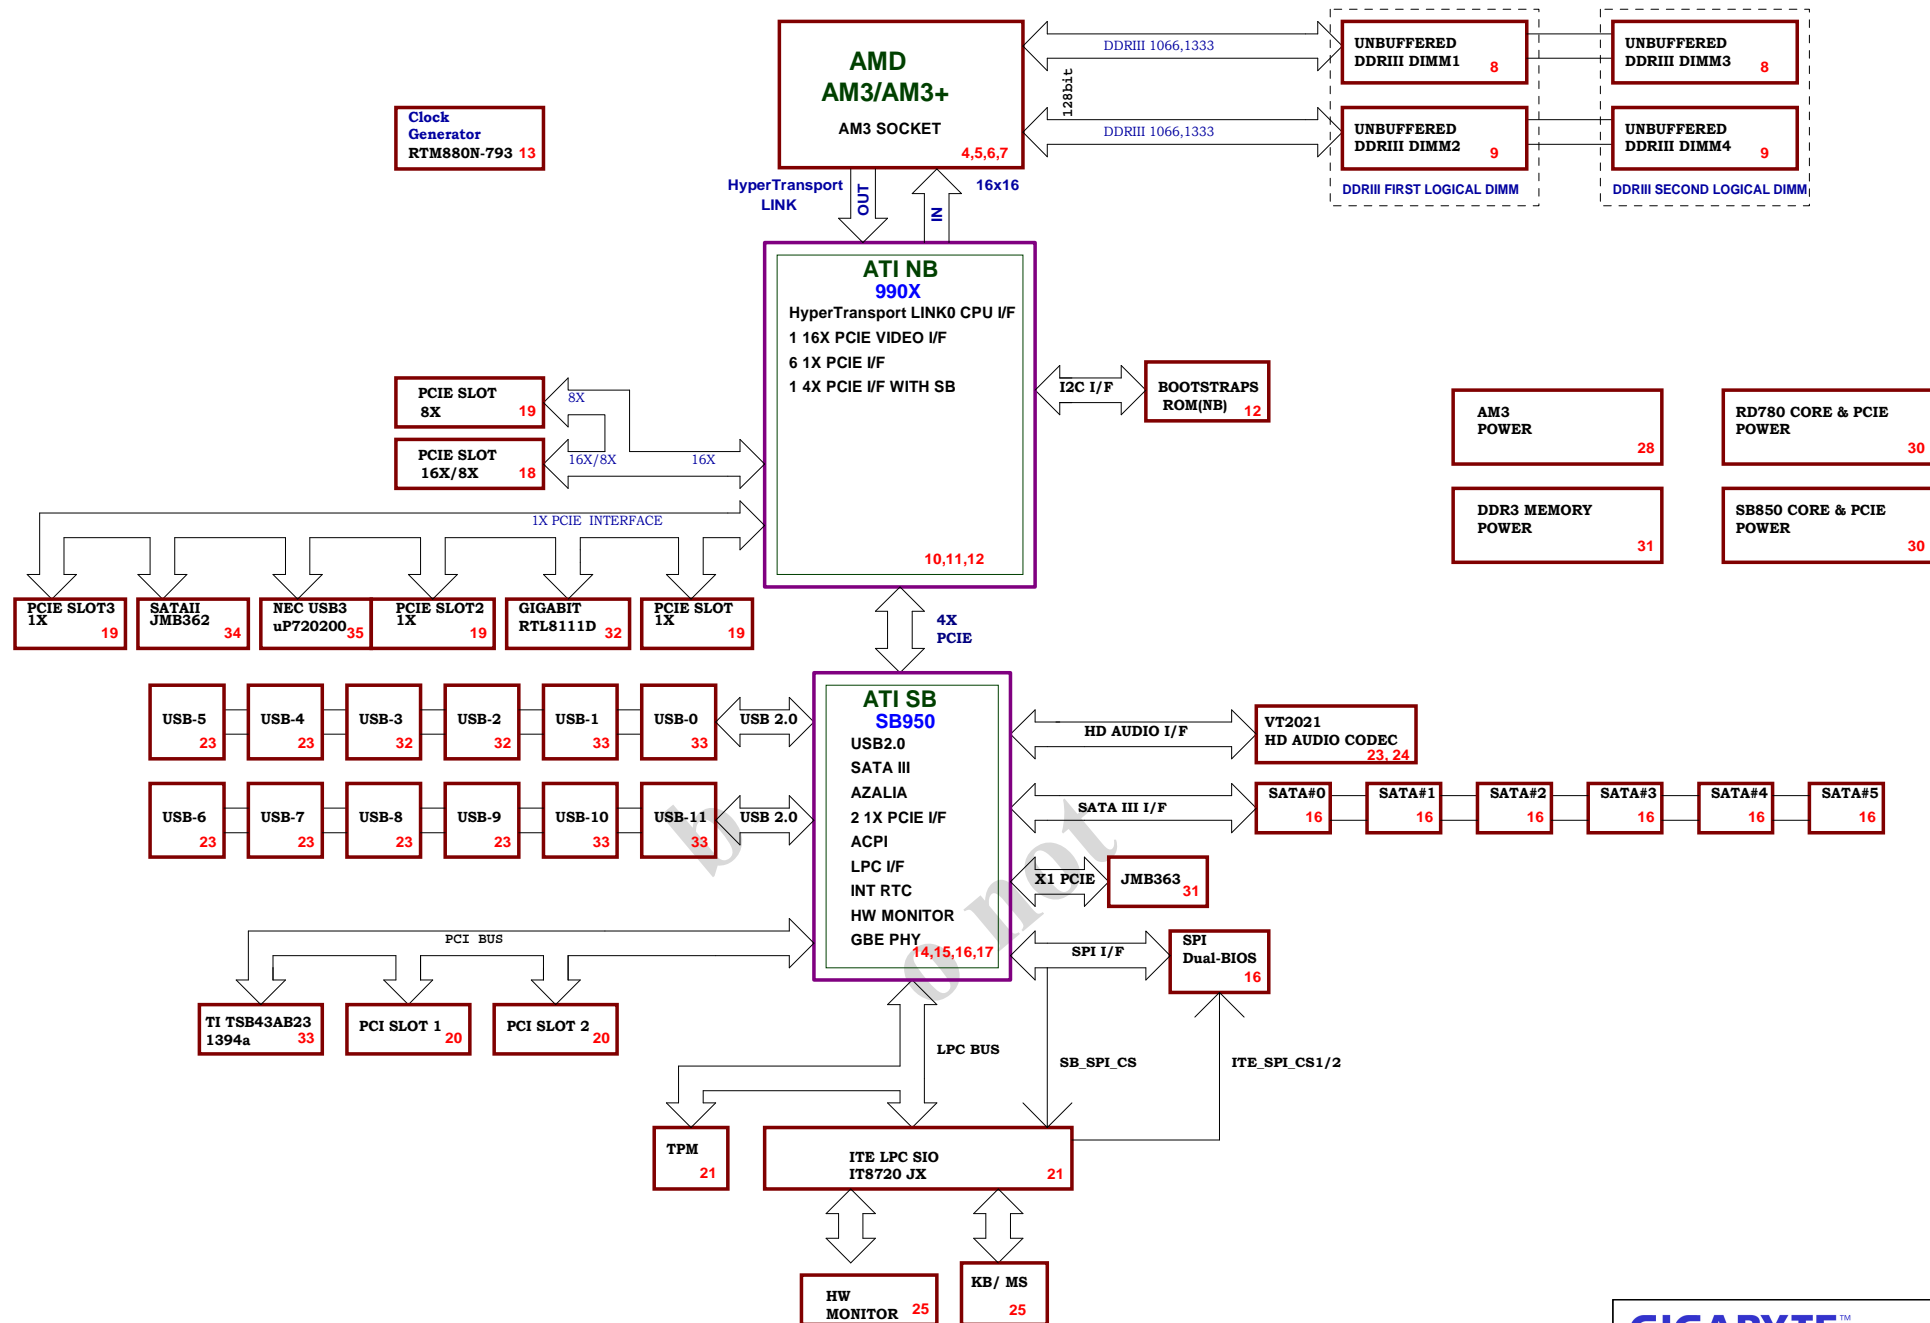 AMD
AM3/AM3+
AM3 SOCKET
4,5,6,7
DDRIII 1066,1333
128bit
DDRIII 1066,1333
UNBUFFERED
DDRIII DIMM1
8
UNBUFFERED
DDRIII DIMM3
8
UNBUFFERED
DDRIII DIMM2
9
UNBUFFERED
DDRIII DIMM4
9
DDRIII FIRST LOGICAL DIMM
DDRIII SECOND LOGICAL DIMM
Clock
Generator
RTM880N-793 13
HyperTransport
LINK
OUT
IN
16x16
ATI NB
990X
HyperTransport LINK0 CPU I/F
1 16X PCIE VIDEO I/F
6 1X PCIE I/F
1 4X PCIE I/F WITH SB
10,11,12
I2C I/F
BOOTSTRAPS
ROM(NB) 12
PCIE SLOT
8X
19
8X
PCIE SLOT
16X/8X
18
16X/8X
16X
AM3
POWER
28
RD780 CORE & PCIE
POWER
30
DDR3 MEMORY
POWER
31
SB850 CORE & PCIE
POWER
30
1X PCIE INTERFACE
PCIE SLOT3
1X
19
SATAII
JMB362
34
NEC USB3
uP720200
35
PCIE SLOT2
1X
19
GIGABIT
RTL8111D
32
PCIE SLOT
1X
19
4X
PCIE
ATI SB
SB950
USB2.0
SATA III
AZALIA
2 1X PCIE I/F
ACPI
LPC I/F
INT RTC
HW MONITOR
GBE PHY
14,15,16,17
USB-5
23
USB-4
23
USB-3
32
USB-2
32
USB-1
33
USB-0
33
USB 2.0
USB-6
23
USB-7
23
USB-8
23
USB-9
23
USB-10
33
USB-11
33
USB 2.0
HD AUDIO I/F
VT2021
HD AUDIO CODEC
23, 24
SATA III I/F
SATA#0
16
SATA#1
16
SATA#2
16
SATA#3
16
SATA#4
16
SATA#5
16
X1 PCIE
JMB363
31
SPI I/F
SPI
Dual-BIOS
16
b
o not
PCI BUS
TI TSB43AB23
1394a
33
PCI SLOT 1
20
PCI SLOT 2
20
LPC BUS
SB_SPI_CS
ITE_SPI_CS1/2
TPM
21
ITE LPC SIO
IT8720 JX
21
HW
MONITOR 25
KB/ MS
25
GIGABYTE™